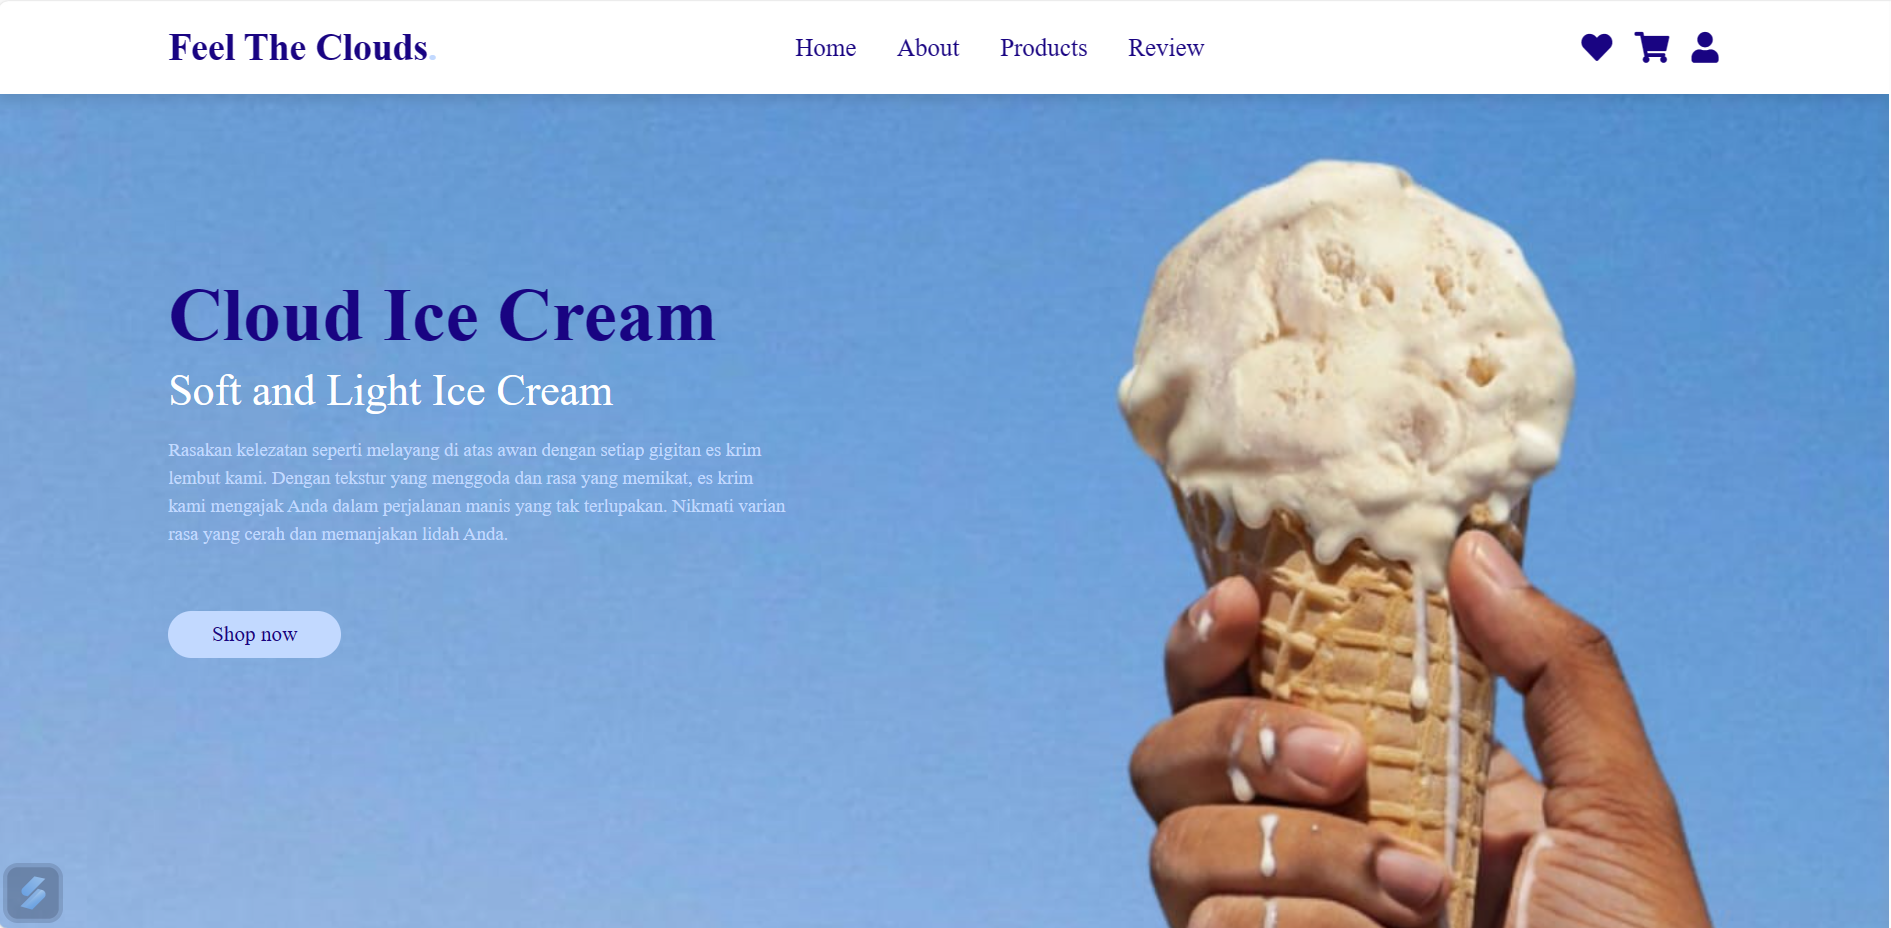 Feel The Clouds.
Home About Products Review
Cloud Ice Cream
Soft and Light Ice Cream
Rasakan kelezatan seperti melayang di atas awan dengan setiap gigitan es krim
lembut kami. Dengan tekstur yang menggoda dan rasa yang memikat, es krim
kami mengajak Anda dalam perjalanan manis yang tak terlupakan. Nikmati varian
rasa yang cerah dan memanjakan lidah Anda.
Shop now